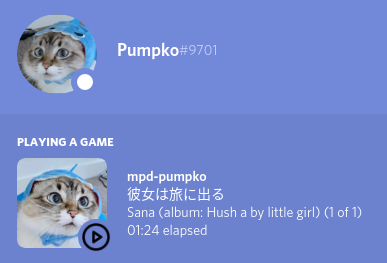 Pumpko#9701
PLAYING A GAME
mpd-pumpko
彼女は旅に出る
Sana (album: Hush a by little girl) (1 of 1)
01:24 elapsed